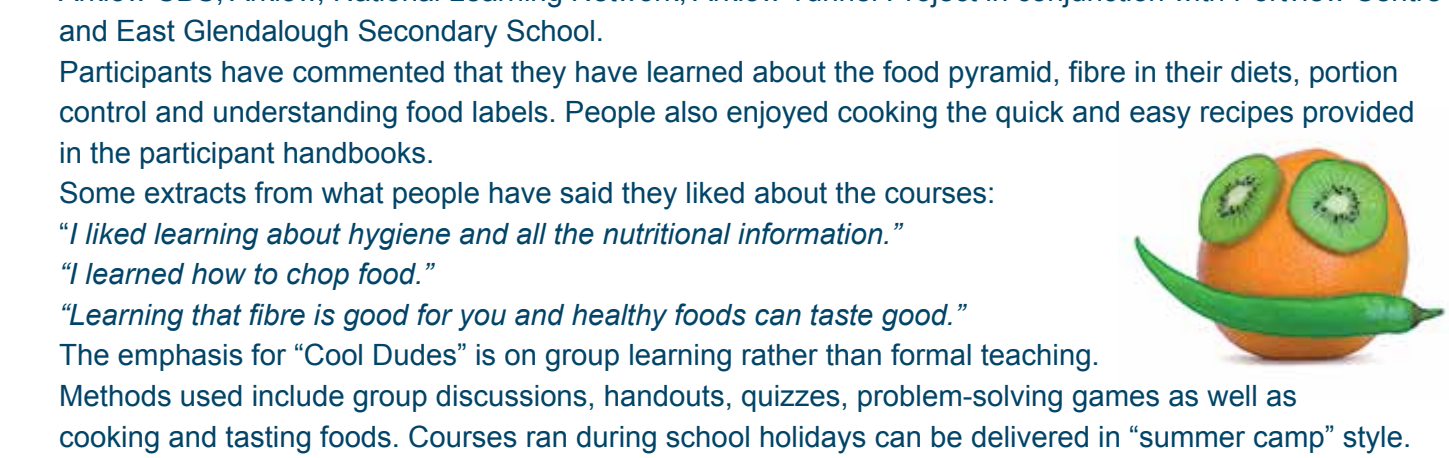 and East Glendalough Secondary School.
Participants have commented that they have learned about the food pyramid, fibre in their diets, portion
control and understanding food labels. People also enjoyed cooking the quick and easy recipes provided
in the participant handbooks.
Some extracts from what people have said they liked about the courses:
“I liked learning about hygiene and all the nutritional information.”
“I learned how to chop food.”
“Learning that fibre is good for you and healthy foods can taste good.”
The emphasis for “Cool Dudes” is on group learning rather than formal teaching.
Methods used include group discussions, handouts, quizzes, problem-solving games as well as
cooking and tasting foods. Courses ran during school holidays can be delivered in “summer camp” style.